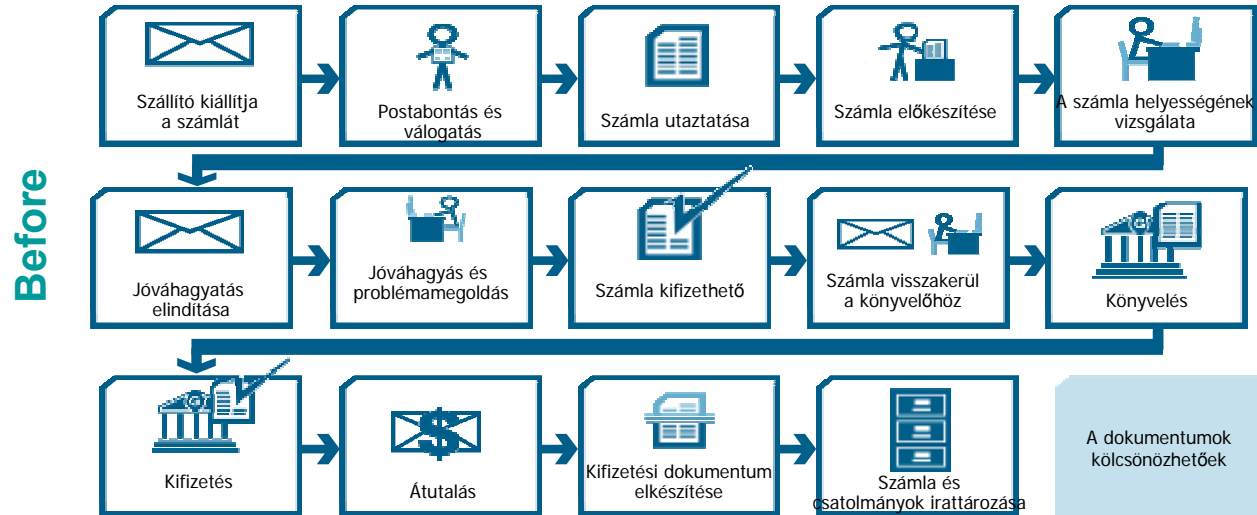 Before
Szállító kiállítja
a számlát
Postabontás és
válogatás
Számla utaztatása
Számla előkészítése
A számla helyességének
vizsgálata
Jóváhagyatás
elindítása
Jóváhagyás és
problémamegoldás
Számla kifizethető
Számla visszakerül
a könyvelőhöz
Könyvelés
Kifizetés
Átutalás
Kifizetési dokumentum
elkészítése
Számla és
csatolmányok irattározása
A dokumentumok
kölcsönözhetőek